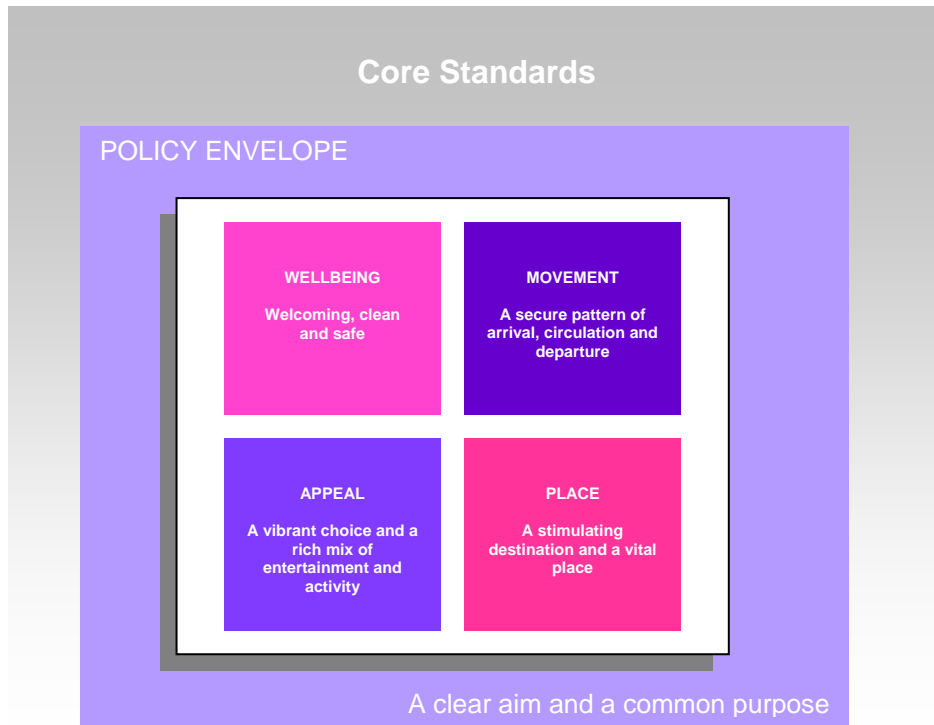 Core Standards
POLICY ENVELOPE
WELLBEING
Welcoming, clean
and safe
MOVEMENT
A secure pattern of
arrival, circulation and
departure
APPEAL
A vibrant choice and a
rich mix of
entertainment and
activity
PLACE
A stimulating
destination and a vital
place
A clear aim and a common purpose